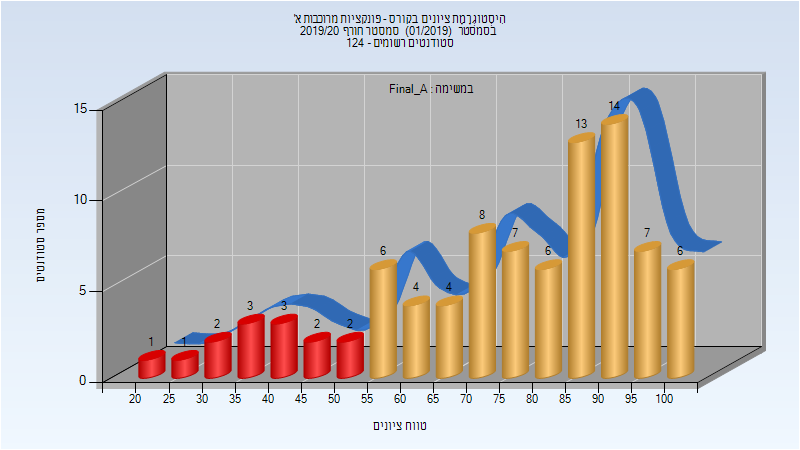 היסטוגרמת ציונים בקורס - פונקציות מרוכבות א'
בסמסטר (01/2019) סמסטר חורף 2019/20
סטודנטים רשומים - 124
במשימה : Final_A
מספר סטודנטים
15
10
5
0
1 1 2 3 3 2 2 6 4 4 8 7 6 13 14 7 6
20 25 30 35 40 45 50 55 60 65 70 75 80 85 90 95 100
טווח ציונים